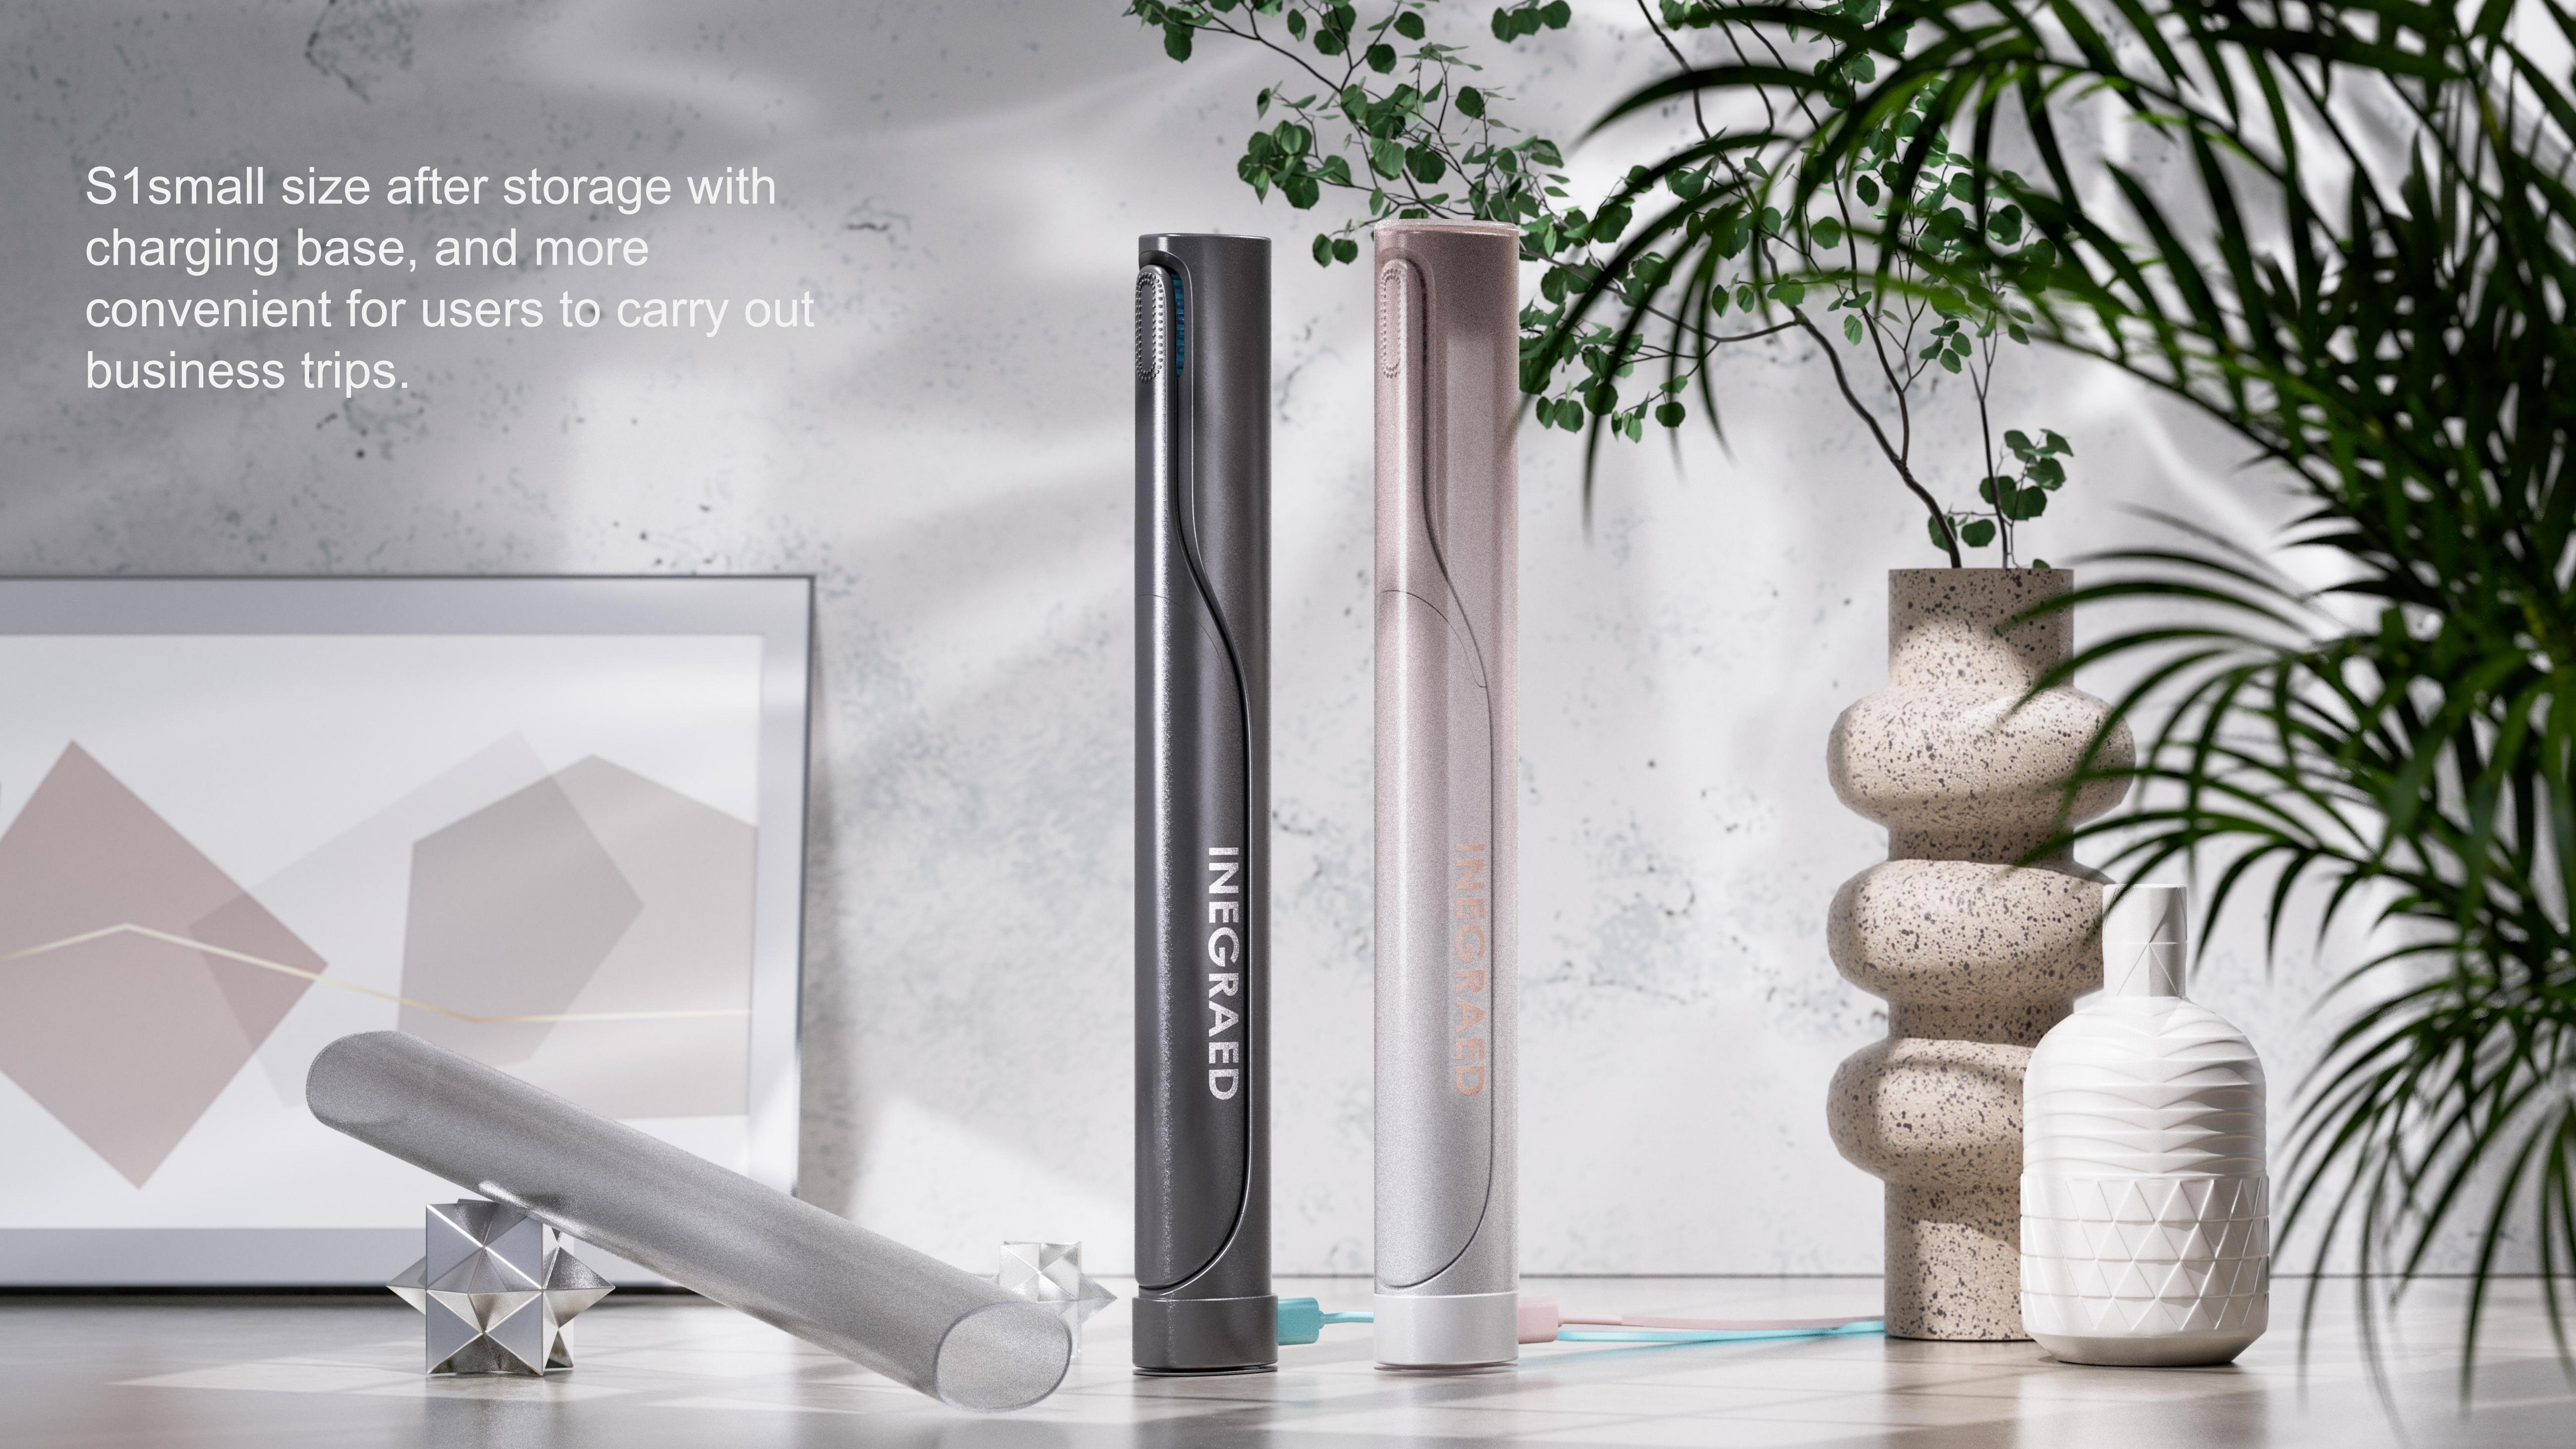 S1small size after storage with
charging base, and more
convenient for users to carry out
business trips.
INEGRAED
INEGRAED